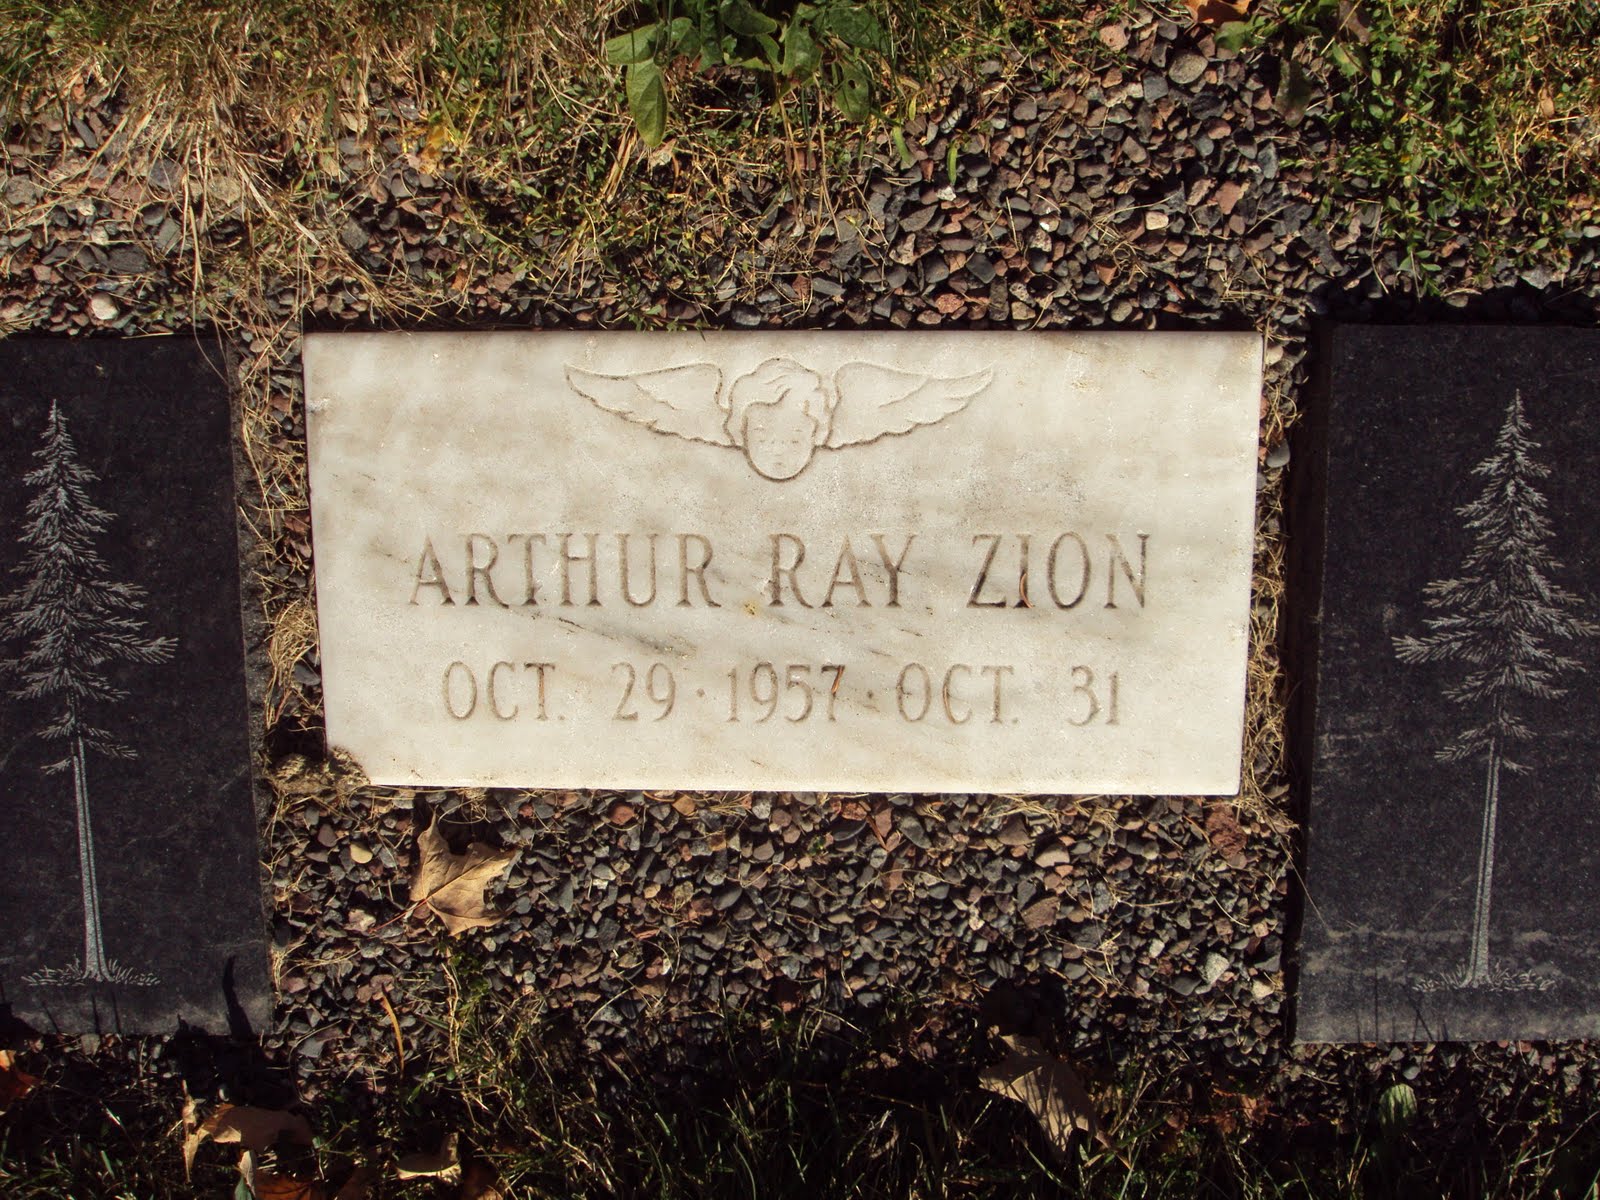 ARTHUR RAY ZION
OCT. 29 · 1957 · OCT. 31